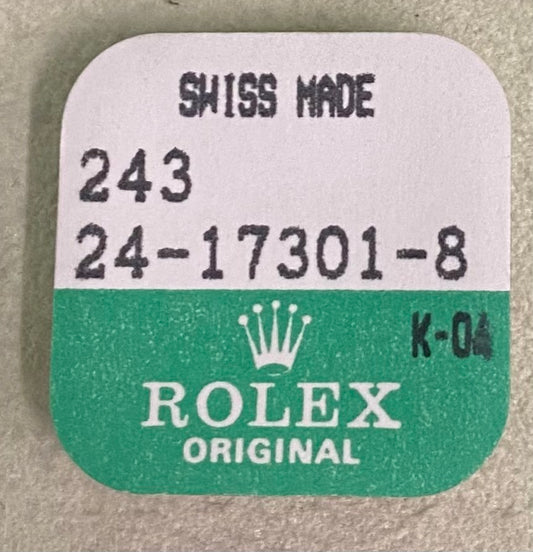 SWISS MADE
243
24-17301-8
K-04
ROLEX
ORIGINAL